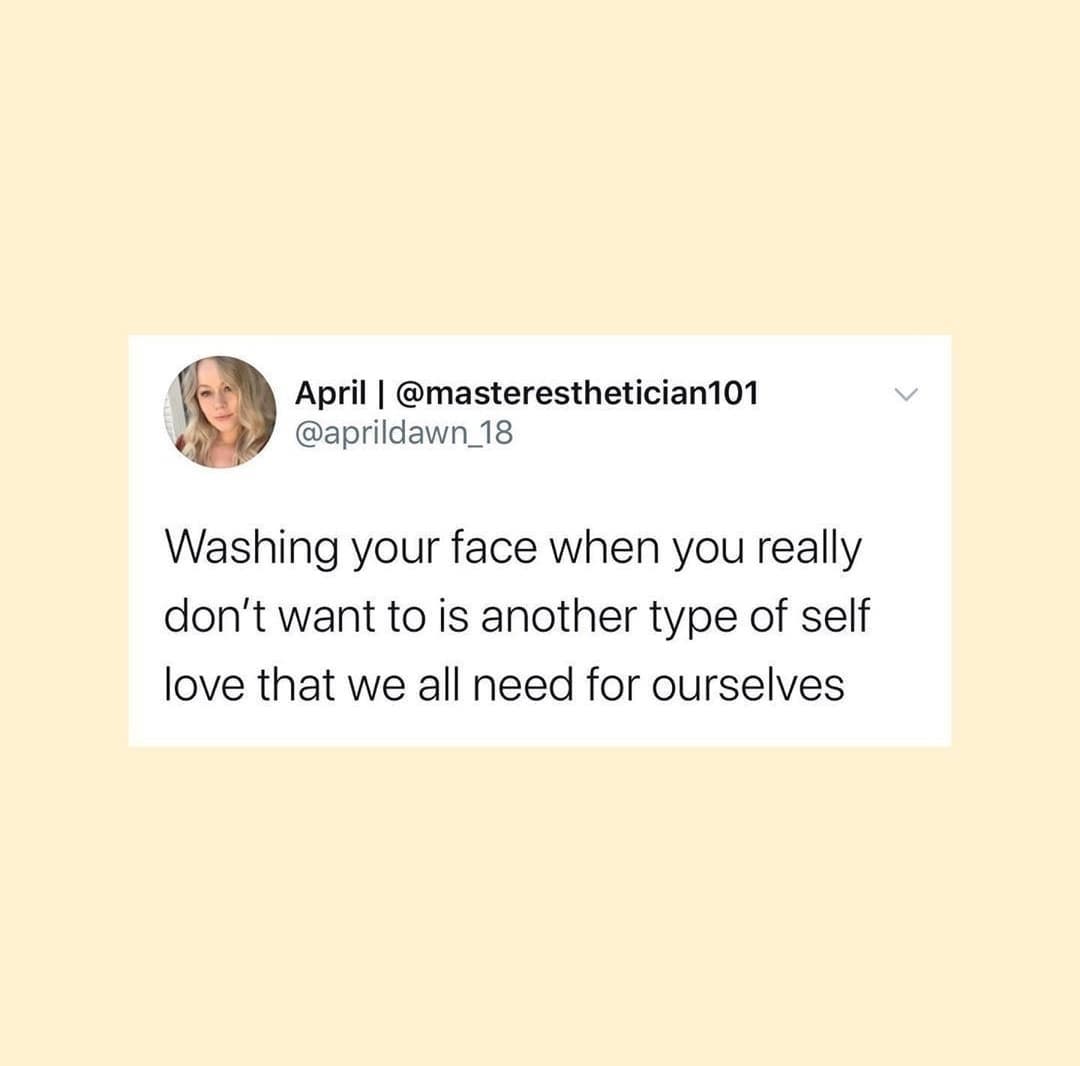 April | @masteresthetician101
@aprildawn_18
Washing your face when you really
don't want to is another type of self
love that we all need for ourselves